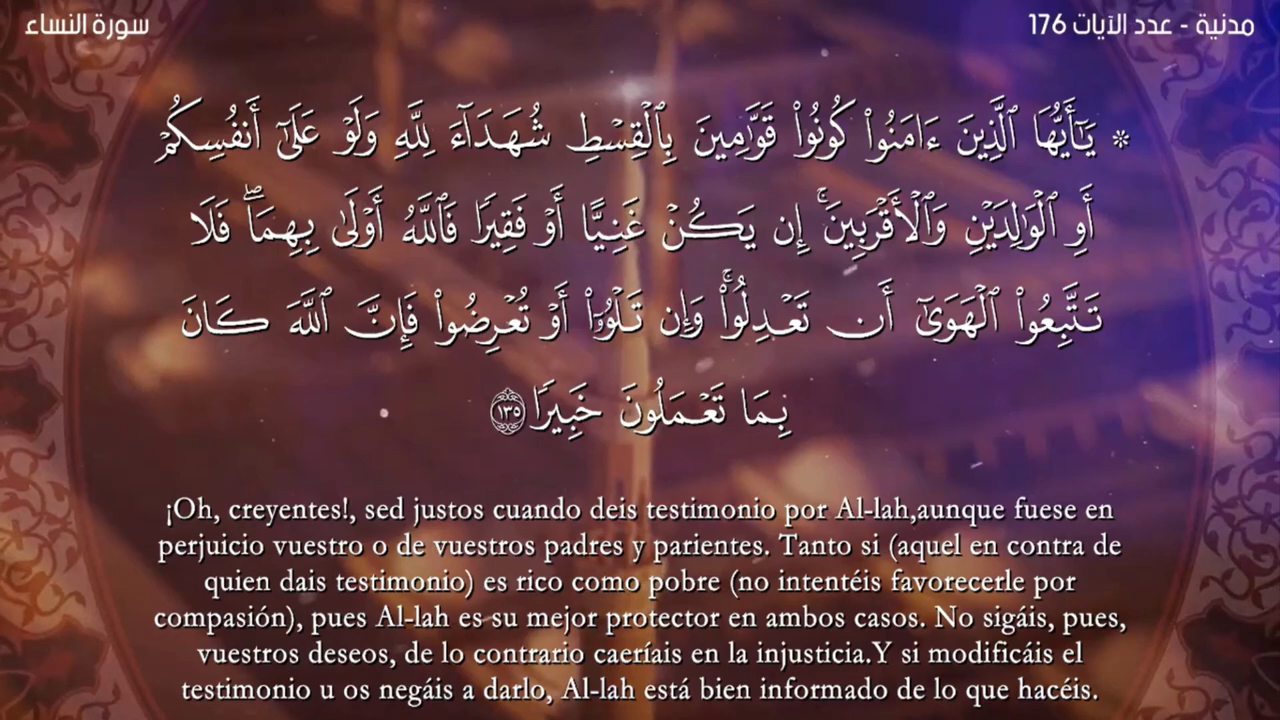 سورة النساء
مدنية - عدد الآيات 176
۞ يَـٰٓأَيُّهَا ٱلَّذِينَ ءَامَنُوا۟ كُونُوا۟ قَوَّٰمِينَ بِٱلْقِسْطِ شُهَدَآءَ لِلَّهِ وَلَوْ عَلَىٰٓ أَنفُسِكُمْ
أَوِ ٱلْوَٰلِدَيْنِ وَٱلْأَقْرَبِينَ ۚ إِن يَكُنْ غَنِيًّا أَوْ فَقِيرًا فَٱللَّهُ أَوْلَىٰ بِهِمَا ۖ فَلَا
تَتَّبِعُوا۟ ٱلْهَوَىٰٓ أَن تَعْدِلُوا۟ ۚ وَإِن تَلْوُۥٓا۟ أَوْ تُعْرِضُوا۟ فَإِنَّ ٱللَّهَ كَانَ
بِمَا تَعْمَلُونَ خَبِيرًا ١٣٥
¡Oh, creyentes!, sed justos cuando deis testimonio por Al-lah,aunque fuese en
perjuicio vuestro o de vuestros padres y parientes. Tanto si (aquel en contra de
quien dais testimonio) es rico como pobre (no intentéis favorecerle por
compasión), pues Al-lah es su mejor protector en ambos casos. No sigáis, pues,
vuestros deseos, de lo contrario caeríais en la injusticia.Y si modificáis el
testimonio u os negáis a darlo, Al-lah está bien informado de lo que hacéis.